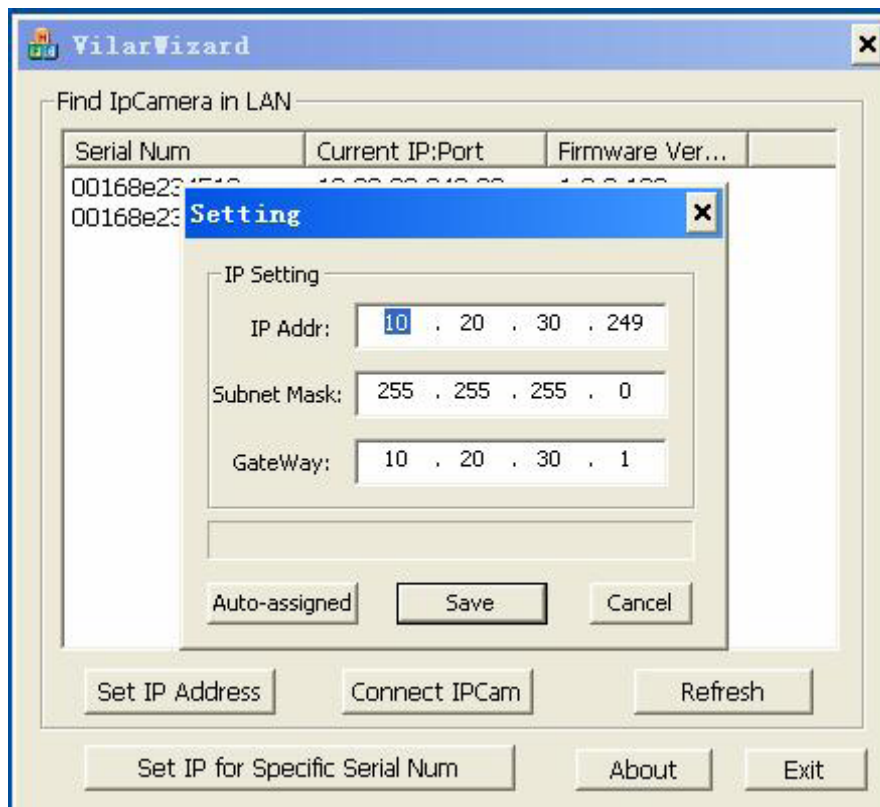 VilarWizard
Find IpCamera in LAN
Serial Num Current IP:Port Firmware Ver...
Setting
IP Setting
IP Addr: 10 . 20 . 30 . 249
Subnet Mask: 255 . 255 . 255 . 0
GateWay: 10 . 20 . 30 . 1
Auto-assigned Save Cancel
Set IP Address Connect IPCam Refresh
Set IP for Specific Serial Num About Exit